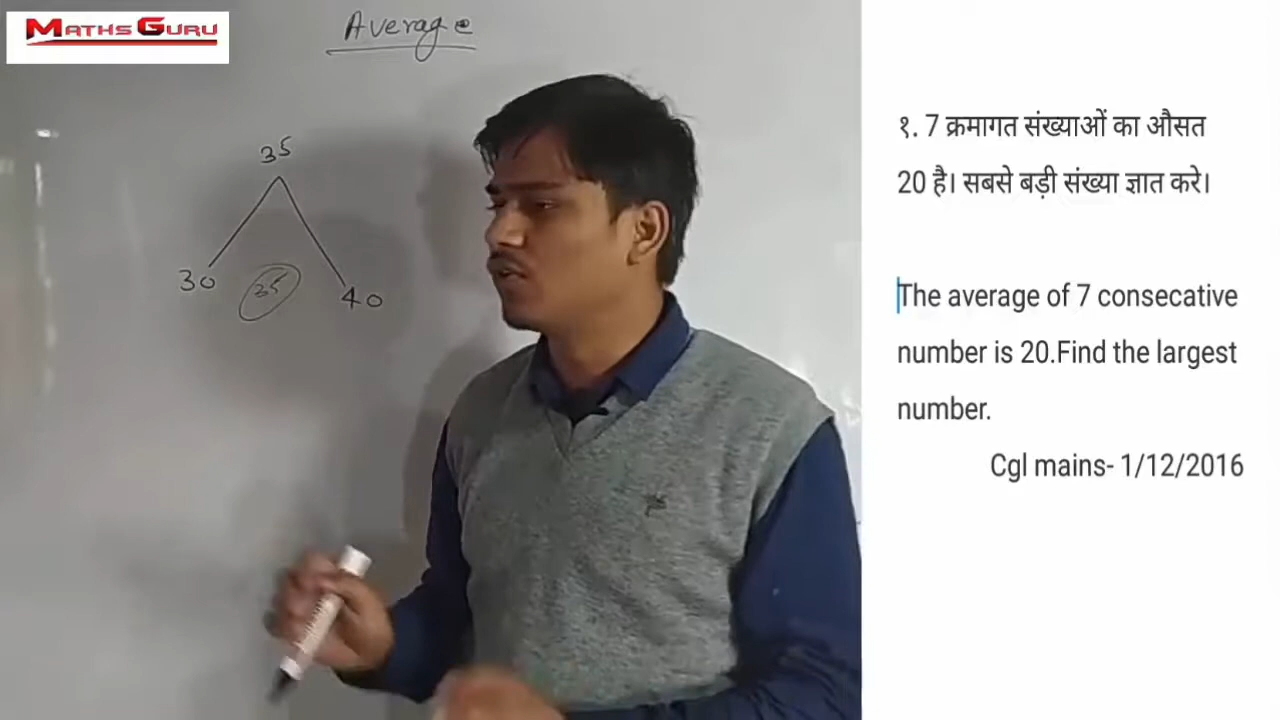 MATHS GURU
Average
35
30
35
40
१. 7 क्रमागत संख्याओं का औसत
20 है। सबसे बड़ी संख्या ज्ञात करे।
The average of 7 consecative
number is 20.Find the largest
number.
Cgl mains- 1/12/2016